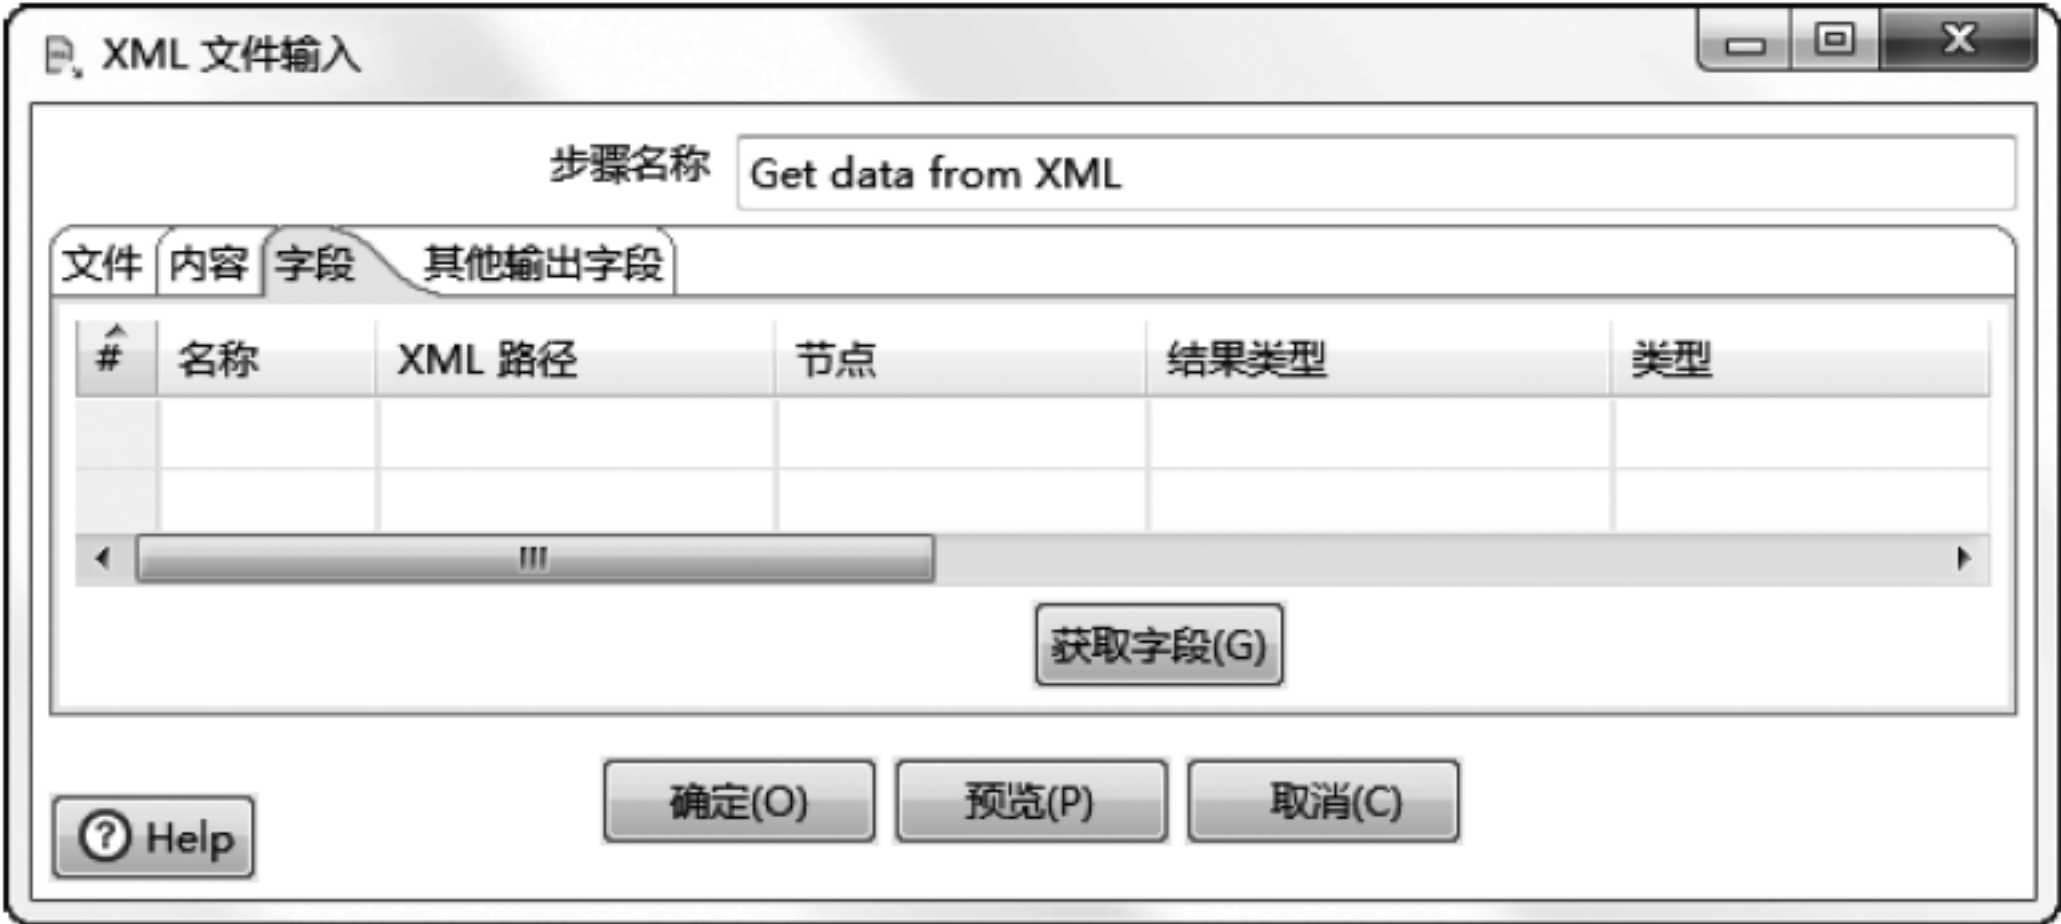 XML 文件输入
步骤名称 Get data from XML
文件 内容 字段 其他输出字段
# 名称 XML 路径 节点 结果类型 类型
获取字段(G)
确定(O) 预览(P) 取消(C)
Help